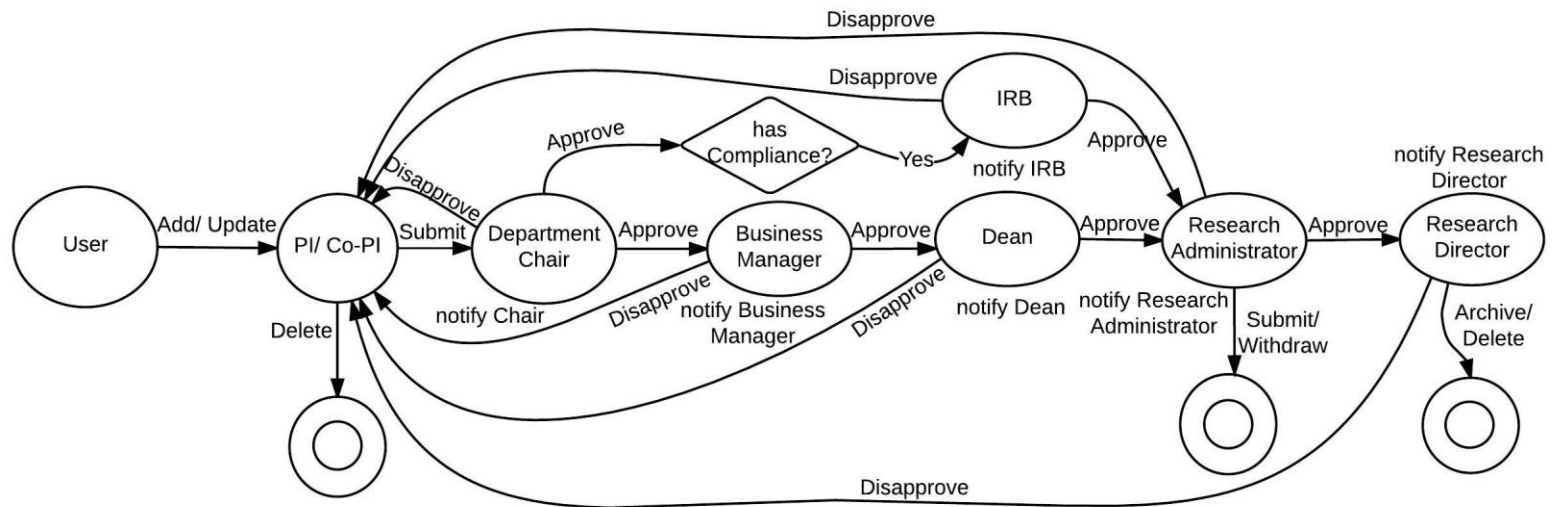 Disapprove
Disapprove
IRB
has
Compliance?
Approve
Yes
Approve
notify IRB
notify Research
Director
Disapprove
User
Add/ Update
PI/ Co-PI
Submit
Department
Chair
Approve
Business
Manager
Approve
Dean
Approve
Research
Administrator
Approve
Research
Director
Delete
notify Chair
Disapprove
notify Business
Manager
Disapprove
notify Dean
notify Research
Administrator
Submit/
Withdraw
Archive/
Delete
Disapprove